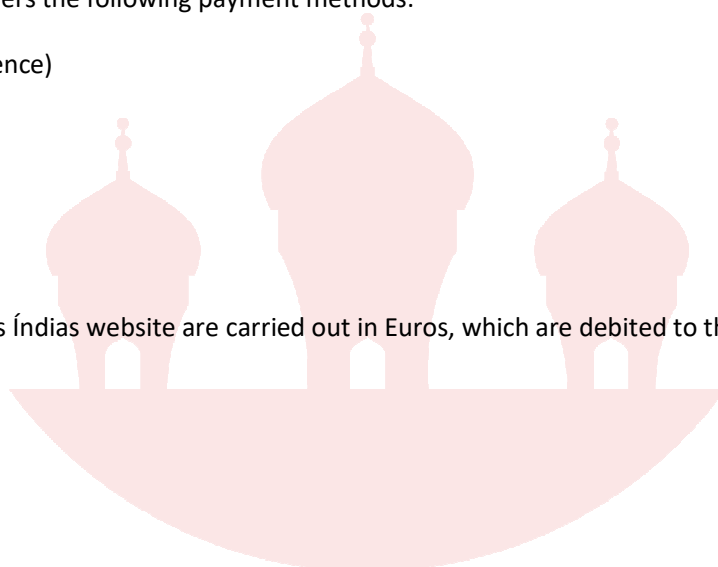 ers the following payment methods:
ence)
s Índias website are carried out in Euros, which are debited to th